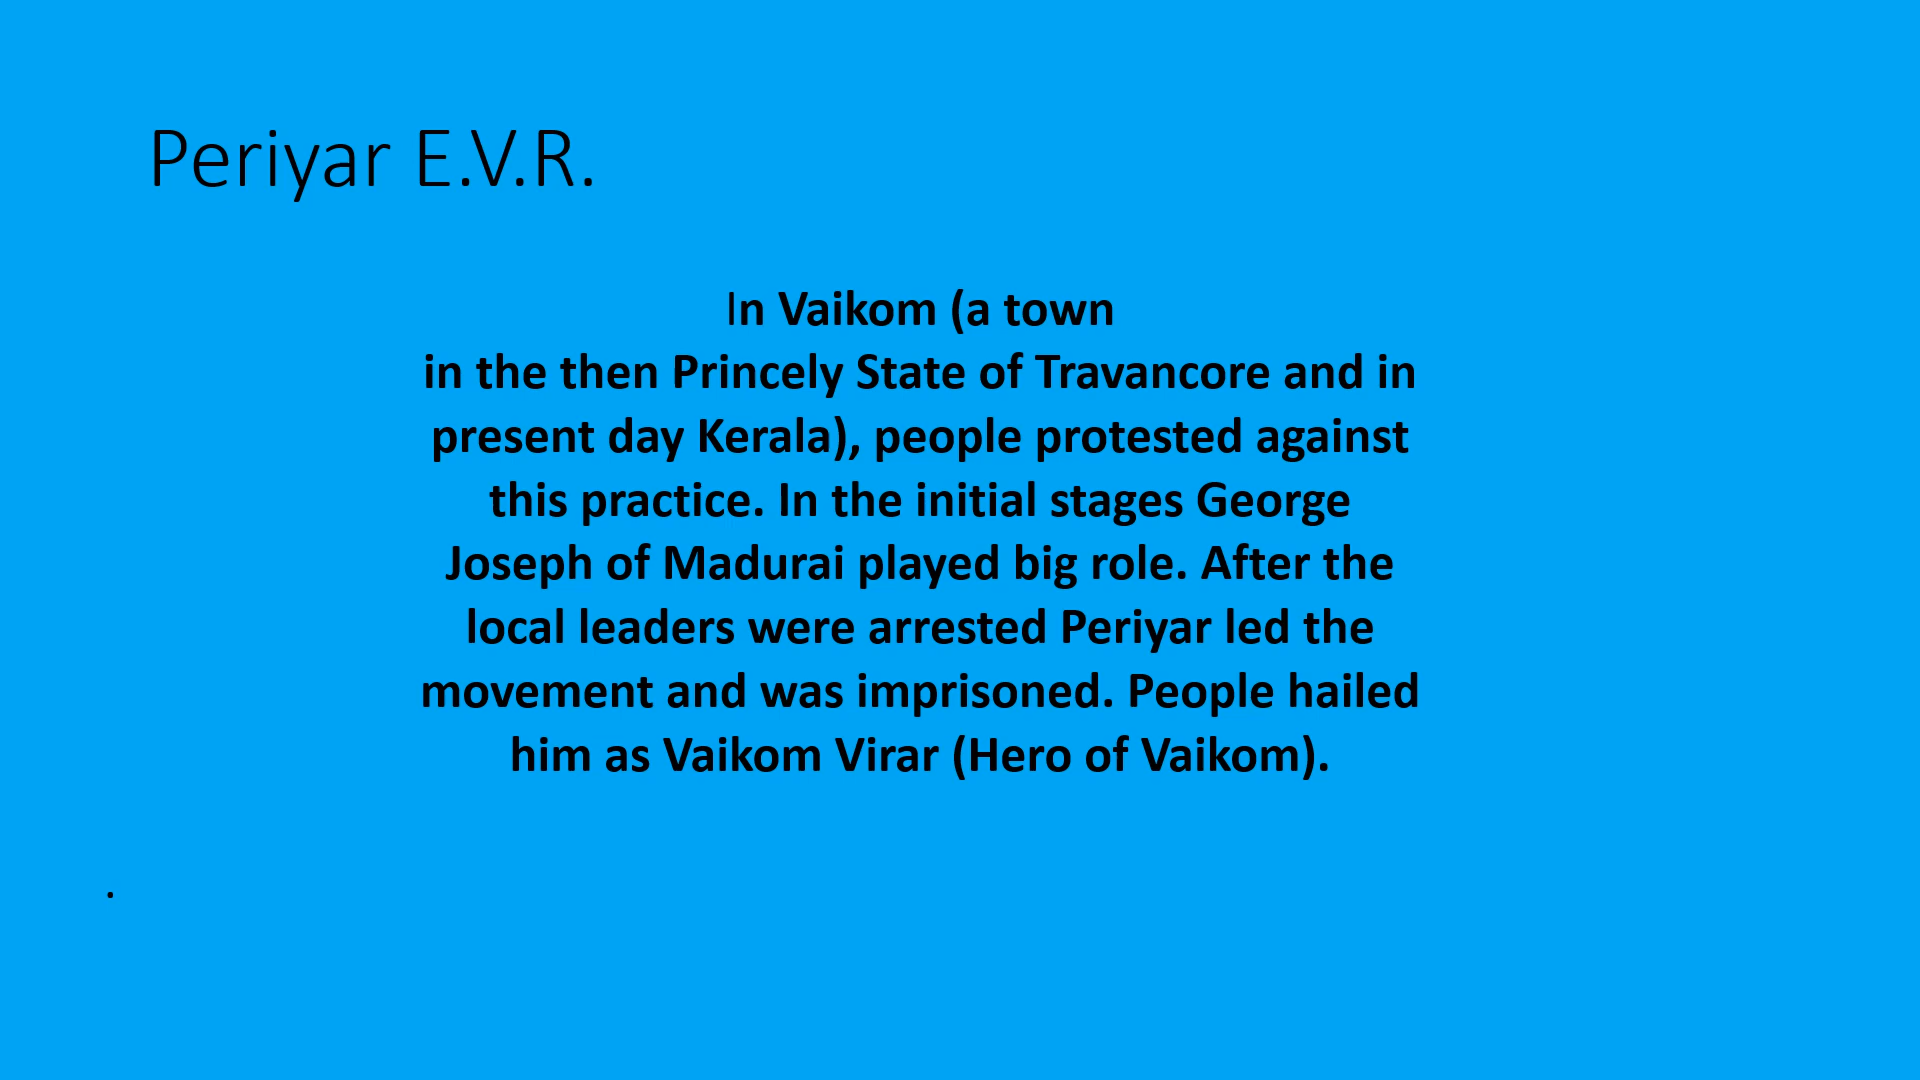 Periyar E.V.R.
In Vaikom (a town
in the then Princely State of Travancore and in
present day Kerala), people protested against
this practice. In the initial stages George
Joseph of Madurai played big role. After the
local leaders were arrested Periyar led the
movement and was imprisoned. People hailed
him as Vaikom Virar (Hero of Vaikom).
.